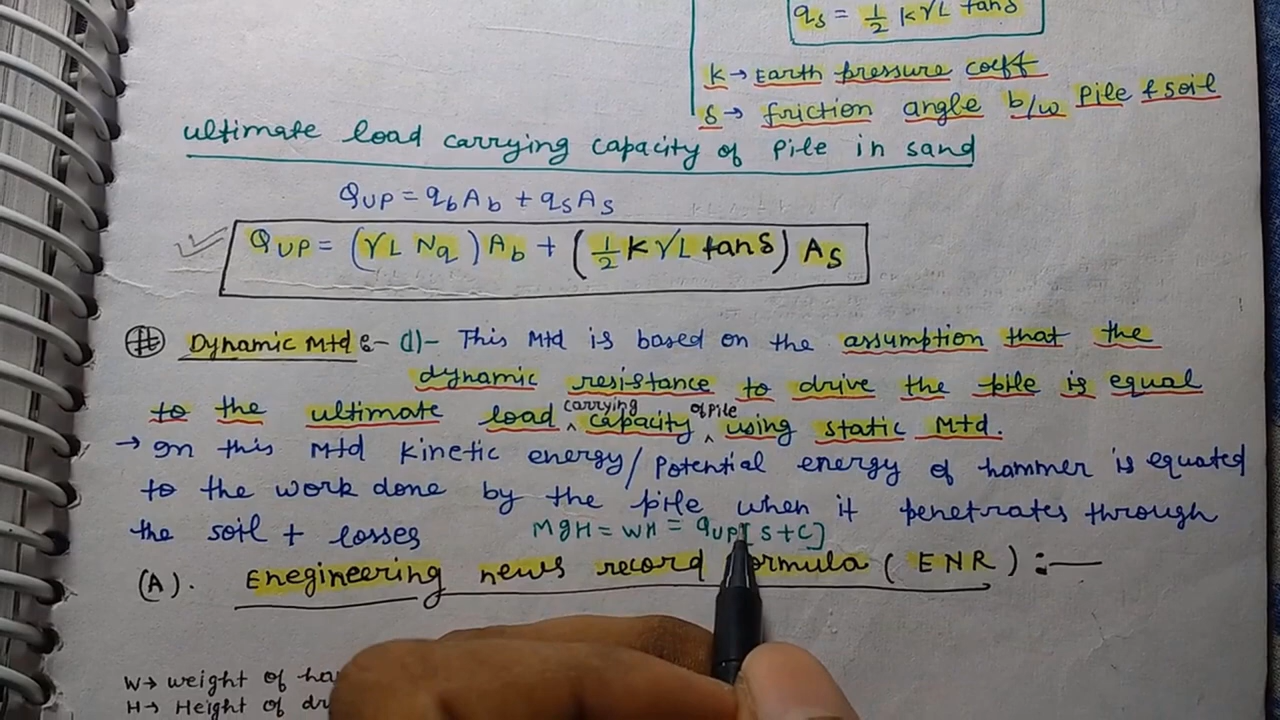 qs = 1/2 KγL tanδ
K → Earth pressure coeff
δ → friction angle b/w Pile & soil
ultimate load carrying capacity of Pile in sand
QUP = qbAb + qsAs
QUP = (γL Nq) Ab + (1/2 KγL tanδ) As
# Dynamic Mtd :- (1)- This Mtd is based on the assumption that the
dynamic resistance to drive the pile is equal
to the ultimate load carrying capacity of Pile using static Mtd.
→ In this Mtd Kinetic energy/Potential energy of hammer is equated
to the work done by the pile when it penetrates through
the soil + losses MgH = WH = qup[S+C]
(A). Enegineering news record formula (ENR) :—
W → weight of
H → Height of